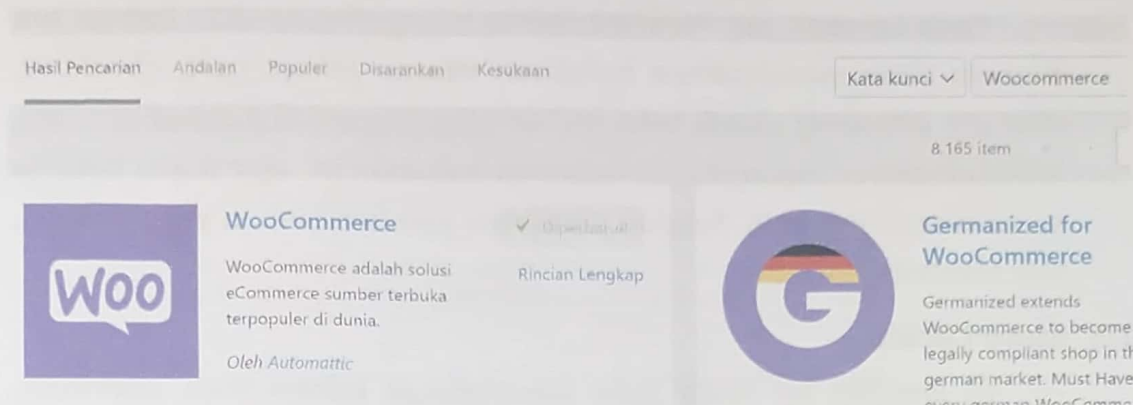 Hasil Pencarian Andalan Populer Disarankan Kesukaan
Kata kunci Woocommerce
8.165 item
WOO
WooCommerce
WooCommerce adalah solusi
eCommerce sumber terbuka
terpopuler di dunia.
Oleh Automattic
Rincian Lengkap
G
Germanized for
WooCommerce
Germanized extends
WooCommerce to become
legally compliant shop in
german market. Must Have
every german